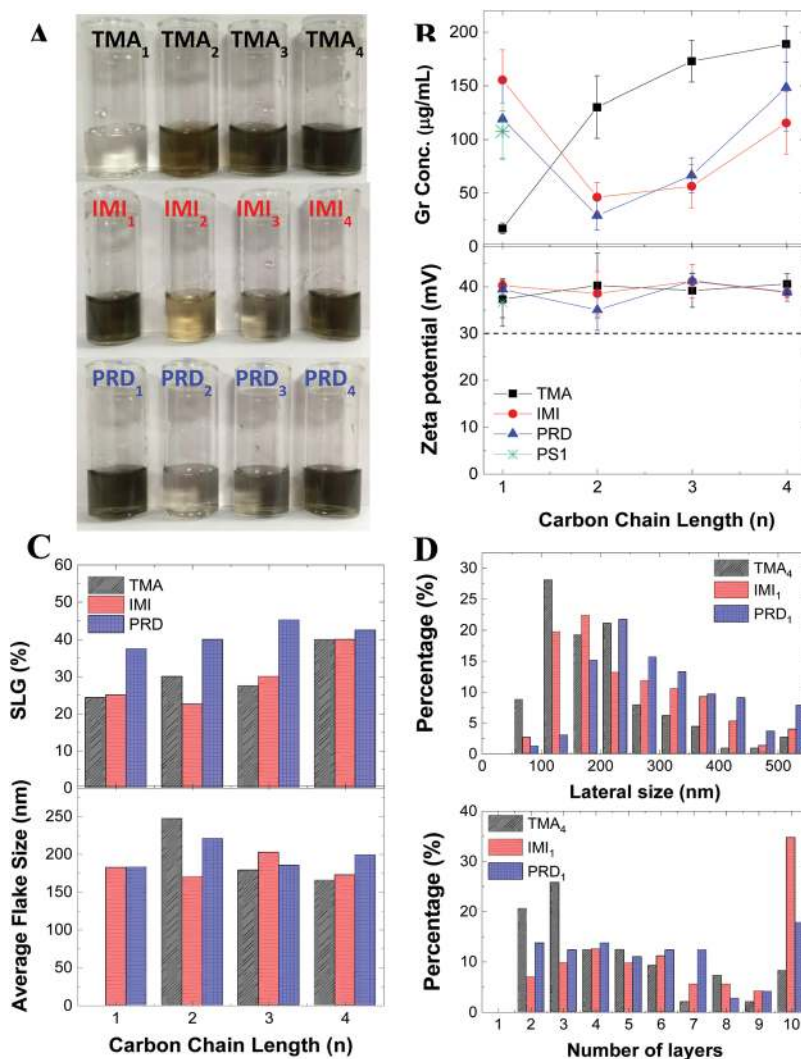 A
TMA1
TMA2
TMA3
TMA4
IMI1
IMI2
IMI3
IMI4
PRD1
PRD2
PRD3
PRD4
B
200
150
100
50
0
Gr Conc. (µg/mL)
40
30
Zeta potential (mV)
TMA
IMI
PRD
PS1
1 2 3 4
Carbon Chain Length (n)
C
60
50
40
30
20
10
0
SLG (%)
TMA
IMI
PRD
250
200
150
100
50
0
Average Flake Size (nm)
1 2 3 4
Carbon Chain Length (n)
D
30
25
20
15
10
5
0
Percentage (%)
TMA4
IMI1
PRD1
0 100 200 300 400 500
Lateral size (nm)
40
30
20
10
0
Percentage (%)
TMA4
IMI1
PRD1
1 2 3 4 5 6 7 8 9 10
Number of layers